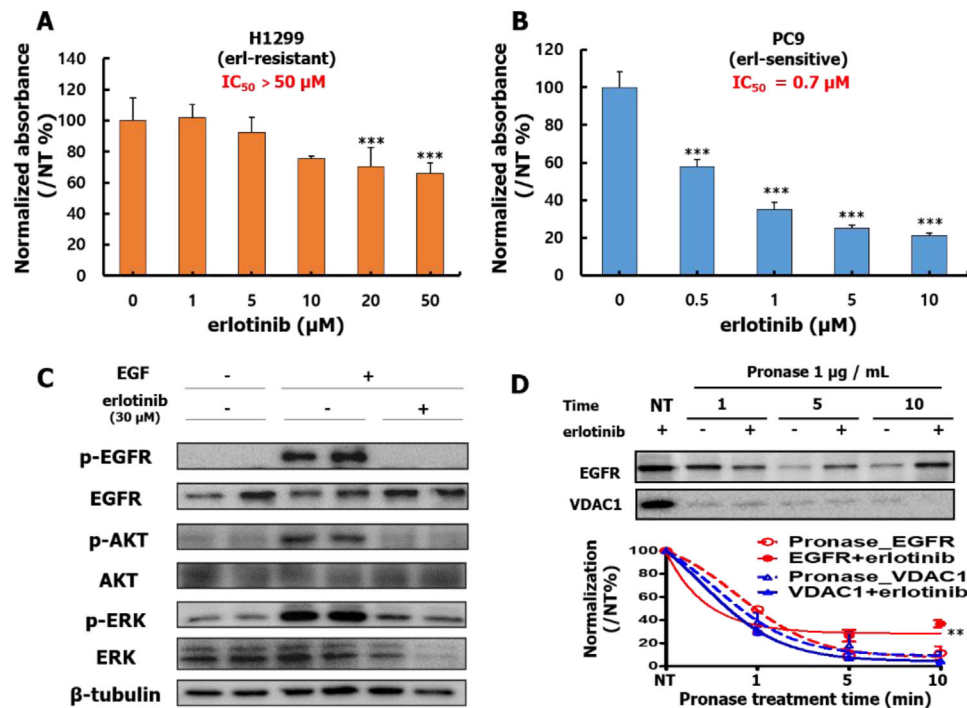 A
H1299
(erl-resistant)
IC50 > 50 μM
Normalized absorbance
(/NT %)
140
120
100
80
60
40
20
0
***
***
0 1 5 10 20 50
erlotinib (μM)
B
PC9
(erl-sensitive)
IC50 = 0.7 μM
Normalized absorbance
(/NT %)
120
100
80
60
40
20
0
***
***
***
***
0 0.5 1 5 10
erlotinib (μM)
C
EGF - +
erlotinib
(30 μM)
- - +
p-EGFR
EGFR
p-AKT
AKT
p-ERK
ERK
β-tubulin
D
Pronase 1 μg / mL
Time NT 1 5 10
erlotinib + - + - + - +
EGFR
VDAC1
Normalization
(/NT%)
100
80
60
40
20
0
Pronase_EGFR
EGFR+erlotinib
Pronase_VDAC1
VDAC1+erlotinib
**
NT 1 5 10
Pronase treatment time (min)